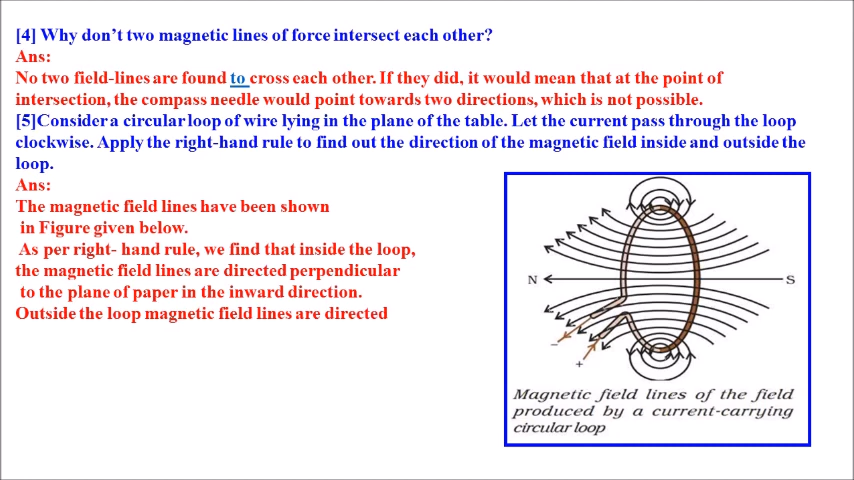 [4] Why don't two magnetic lines of force intersect each other?
Ans:
No two field-lines are found to cross each other. If they did, it would mean that at the point of
intersection, the compass needle would point towards two directions, which is not possible.
[5]Consider a circular loop of wire lying in the plane of the table. Let the current pass through the loop
clockwise. Apply the right-hand rule to find out the direction of the magnetic field inside and outside the
loop.
Ans:
The magnetic field lines have been shown
in Figure given below.
As per right- hand rule, we find that inside the loop,
the magnetic field lines are directed perpendicular
to the plane of paper in the inward direction.
Outside the loop magnetic field lines are directed
N
S
−
+
Magnetic field lines of the field
produced by a current-carrying
circular loop